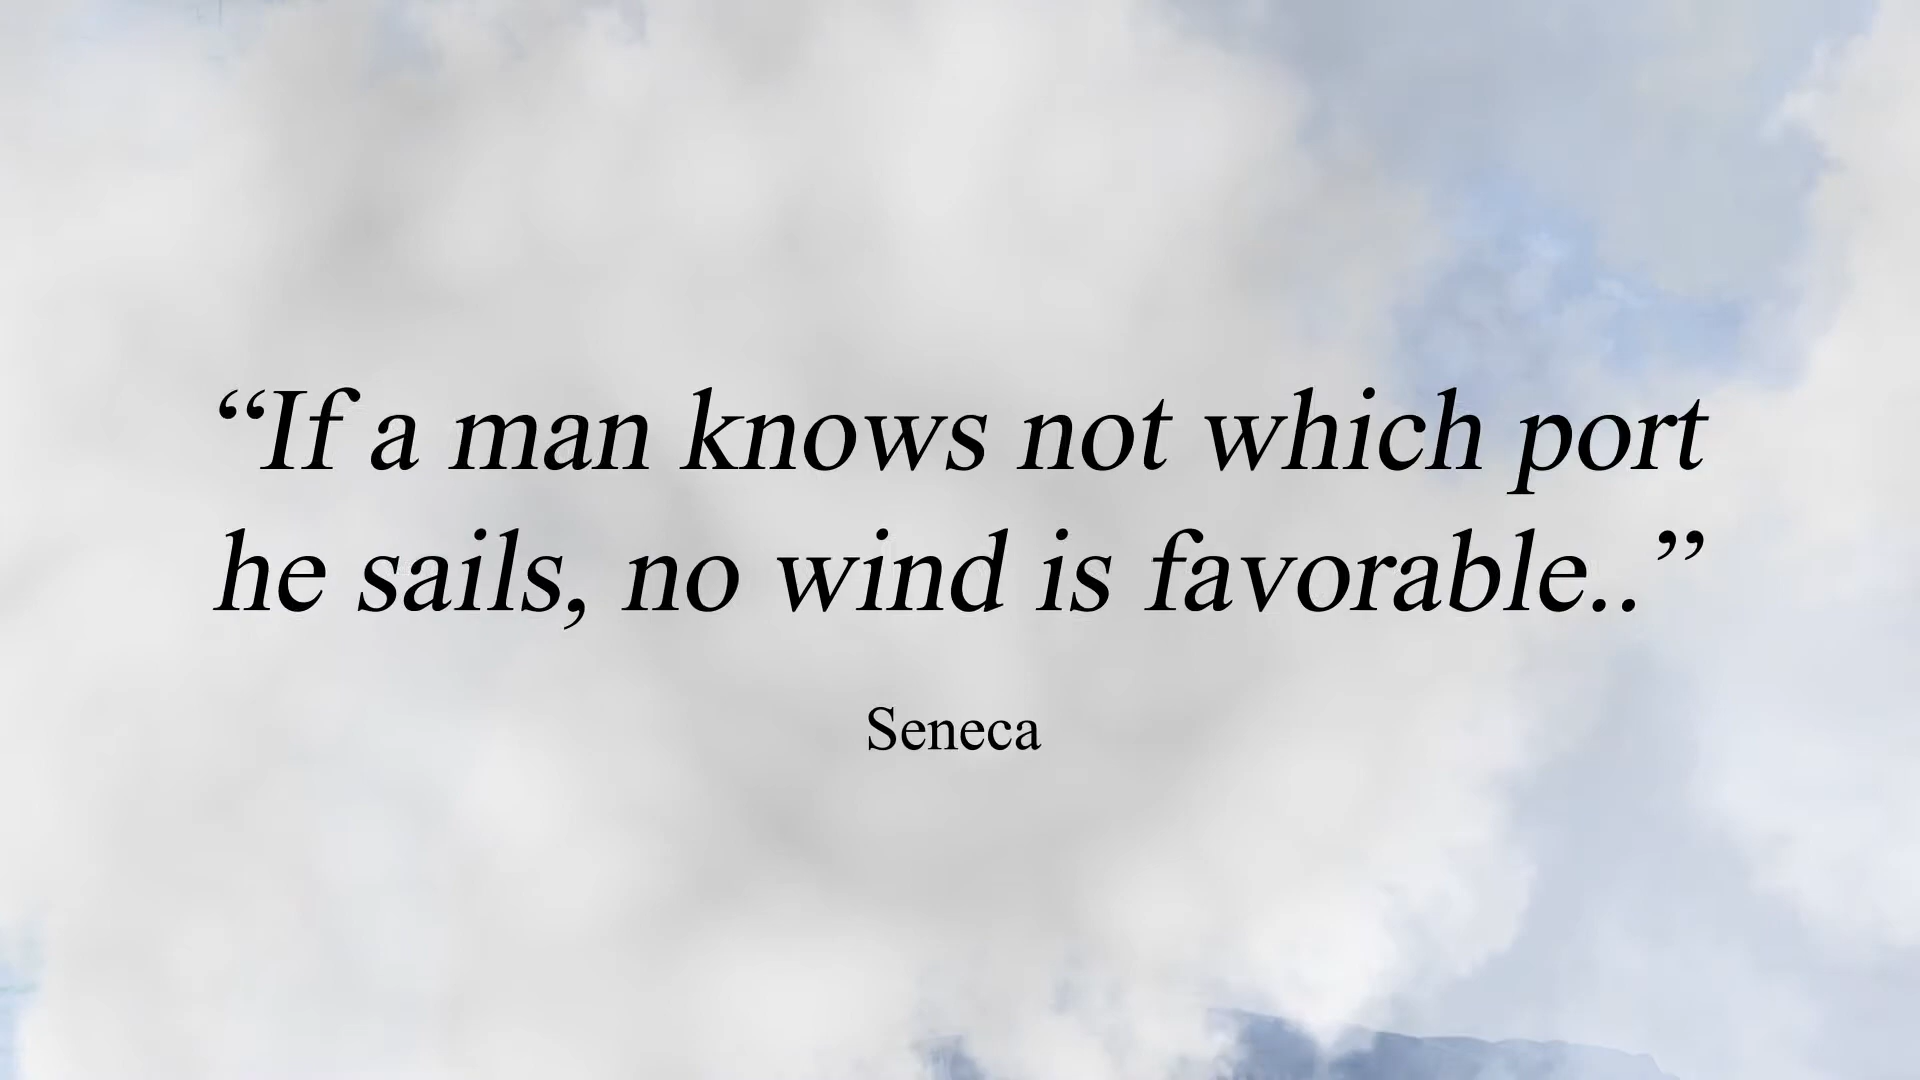 “If a man knows not which port
he sails, no wind is favorable..”
Seneca